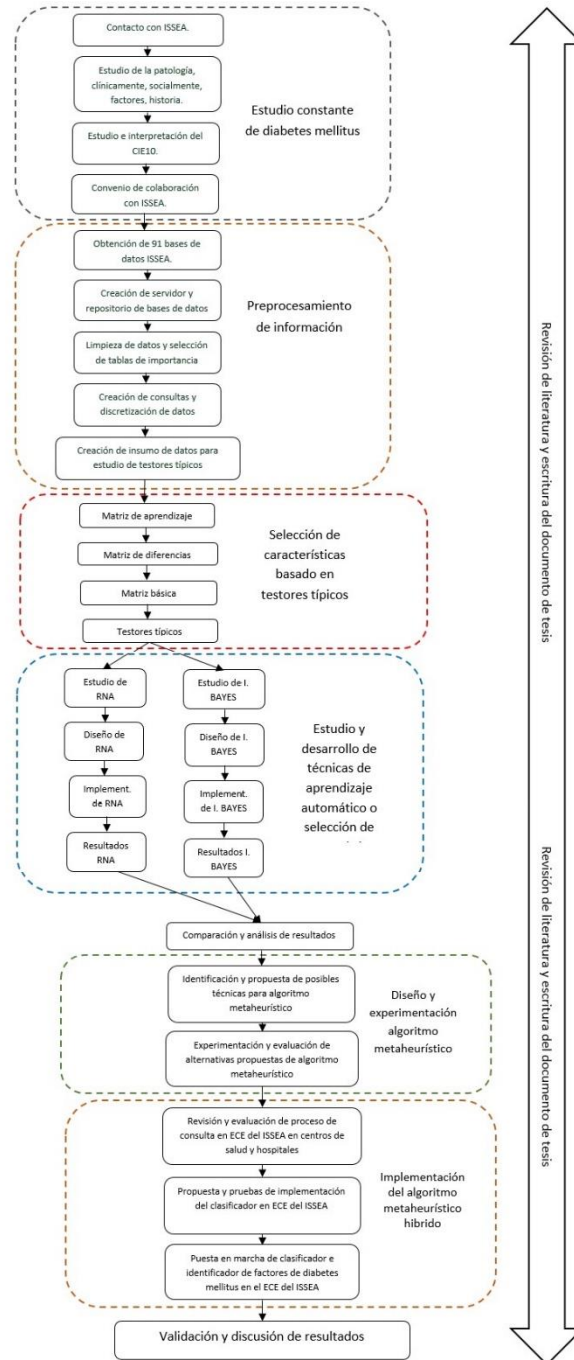 Contacto con ISSEA.
Estudio de la patología,
clínicamente, socialmente,
factores, historia.
Estudio e interpretación del
CIE10.
Convenio de colaboración
con ISSEA.
Estudio constante
de diabetes mellitus
Obtención de 91 bases de
datos ISSEA.
Creación de servidor y
repositorio de bases de datos
Limpieza de datos y selección
de tablas de importancia
Creación de consultas y
discretización de datos
Creación de insumo de datos para
estudio de testores típicos
Preprocesamiento
de información
Matriz de aprendizaje
Matriz de diferencias
Matriz básica
Testores típicos
Selección de
características
basado en
testores típicos
Estudio de
RNA
Diseño de
RNA
Implement.
de RNA
Resultados
RNA
Estudio de I.
BAYES
Diseño de I.
BAYES
Implement.
de I. BAYES
Resultados I.
BAYES
Estudio y
desarrollo de
técnicas de
aprendizaje
automático o
selección de
Comparación y análisis de resultados
Identificación y propuesta de posibles
técnicas para algoritmo
metaheurístico
Experimentación y evaluación de
alternativas propuestas de algoritmo
metaheurístico
Diseño y
experimentación
algoritmo
metaheurístico
Revisión y evaluación de proceso de
consulta en ECE del ISSEA en centros de
salud y hospitales
Propuesta y pruebas de implementación
del clasificador en ECE del ISSEA
Puesta en marcha de clasificador e
identificador de factores de diabetes
mellitus en el ECE del ISSEA
Implementación
del algoritmo
metaheurístico
hibrido
Validación y discusión de resultados
Revisión de literatura y escritura del documento de tesis
Revisión de literatura y escritura del documento de tesis